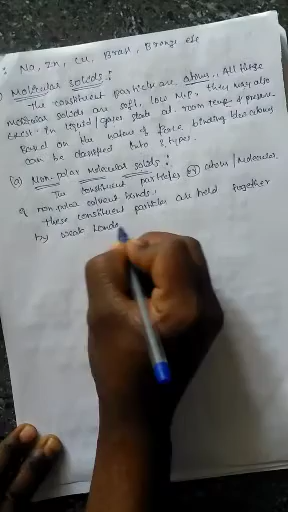 : Na, Zn, Cu, Brass, Bronze etc
Molecular solids :
The constituent particle are atoms.. All these
molecular solids are soft, low M.P., they may also
exist in liquid/gases state at room temp & pressure
Based on the nature of force binding b/w atoms
can be classified into 3 types.
(a) Non-polar molecular solids :
The constituent particles are atoms/molecules
of non polar colvent bonds.
These constituent particles are held together
by weak bonds